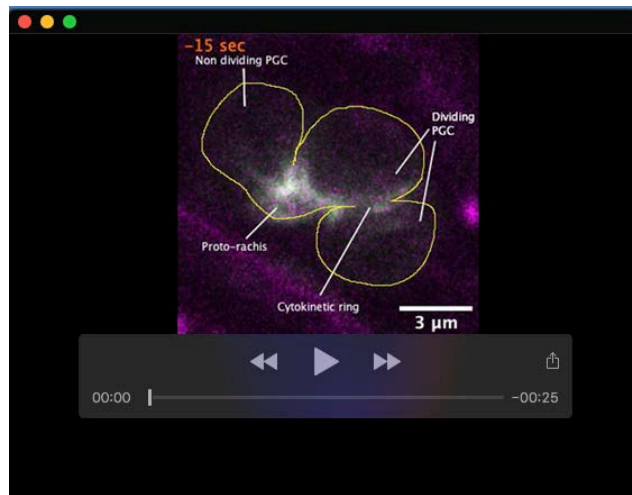 -15 sec
Non dividing PGC
Dividing
PGC
Proto-rachis
Cytokinetic ring
3 µm
00:00
-00:25